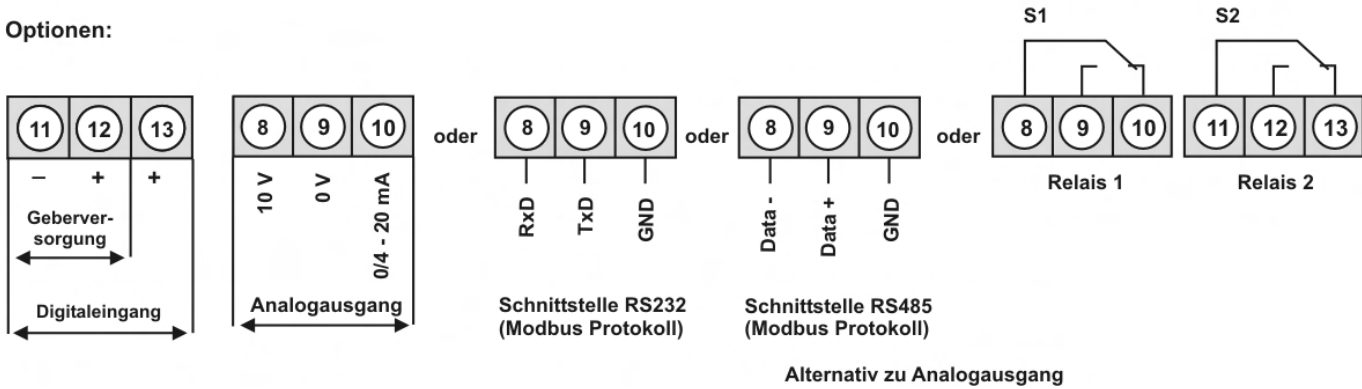 Optionen:
S1
S2
11 12 13
8 9 10
oder
8 9 10
oder
8 9 10
oder
8 9 10
11 12 13
– + +
Geberver-
sorgung
Digitaleingang
10 V
0 V
0/4 - 20 mA
Analogausgang
RxD
TxD
GND
Schnittstelle RS232
(Modbus Protokoll)
Data -
Data +
GND
Schnittstelle RS485
(Modbus Protokoll)
Relais 1
Relais 2
Alternativ zu Analogausgang